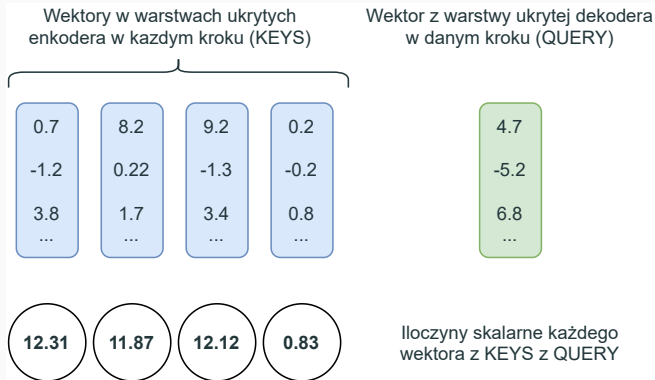 Wektory w warstwach ukrytych
enkodera w kazdym kroku (KEYS)
Wektor z warstwy ukrytej dekodera
w danym kroku (QUERY)
0.7 8.2 9.2 0.2 4.7
-1.2 0.22 -1.3 -0.2 -5.2
3.8 1.7 3.4 0.8 6.8
... ... ... ... ...
12.31 11.87 12.12 0.83
Iloczyny skalarne każdego
wektora z KEYS z QUERY